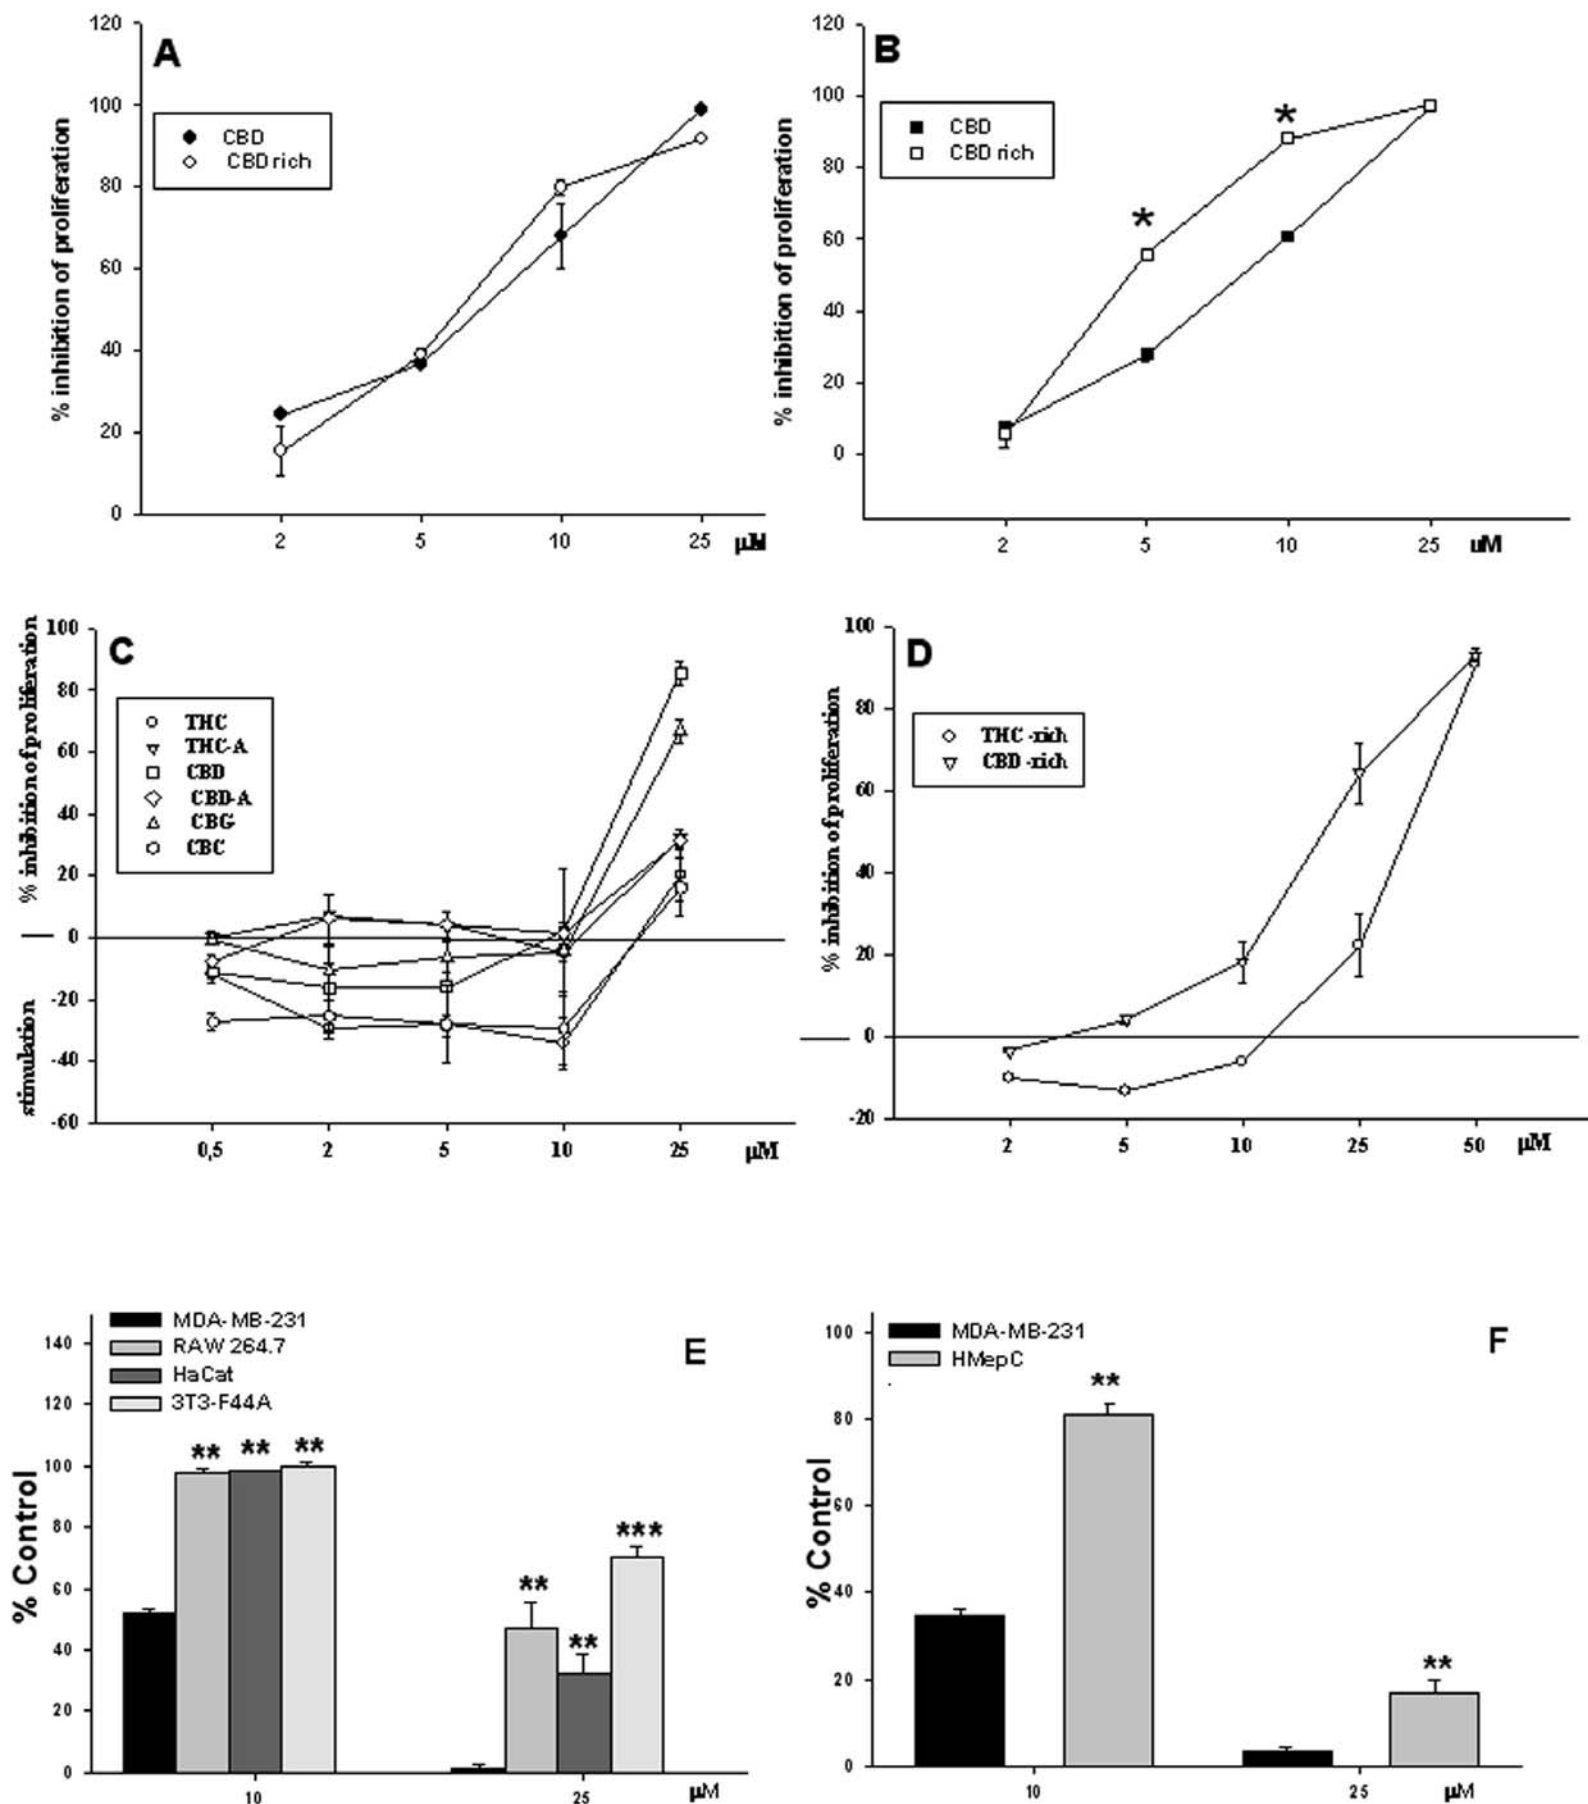 A
120
100
80
60
40
20
0
% inhibition of proliferation
CBD
CBD rich
2 5 10 25 µM
B
120
100
80
60
40
20
0
% inhibition of proliferation
CBD
CBD rich
*
*
2 5 10 25 uM
C
100
80
60
40
20
0
-20
-40
-60
% inhibition of proliferation
stimulation
THC
THC-A
CBD
CBD-A
CBG
CBC
0,5 2 5 10 25 µM
D
100
80
60
40
20
0
-20
% inhibition of proliferation
THC-rich
CBD-rich
2 5 10 25 50 µM
E
140
120
100
80
60
40
20
0
% Control
MDA-MB-231
RAW 264.7
HaCat
3T3-F44A
** ** **
** ** ***
10 25 µM
F
100
80
60
40
20
0
% Control
MDA-MB-231
HMepC
**
**
10 25 µM